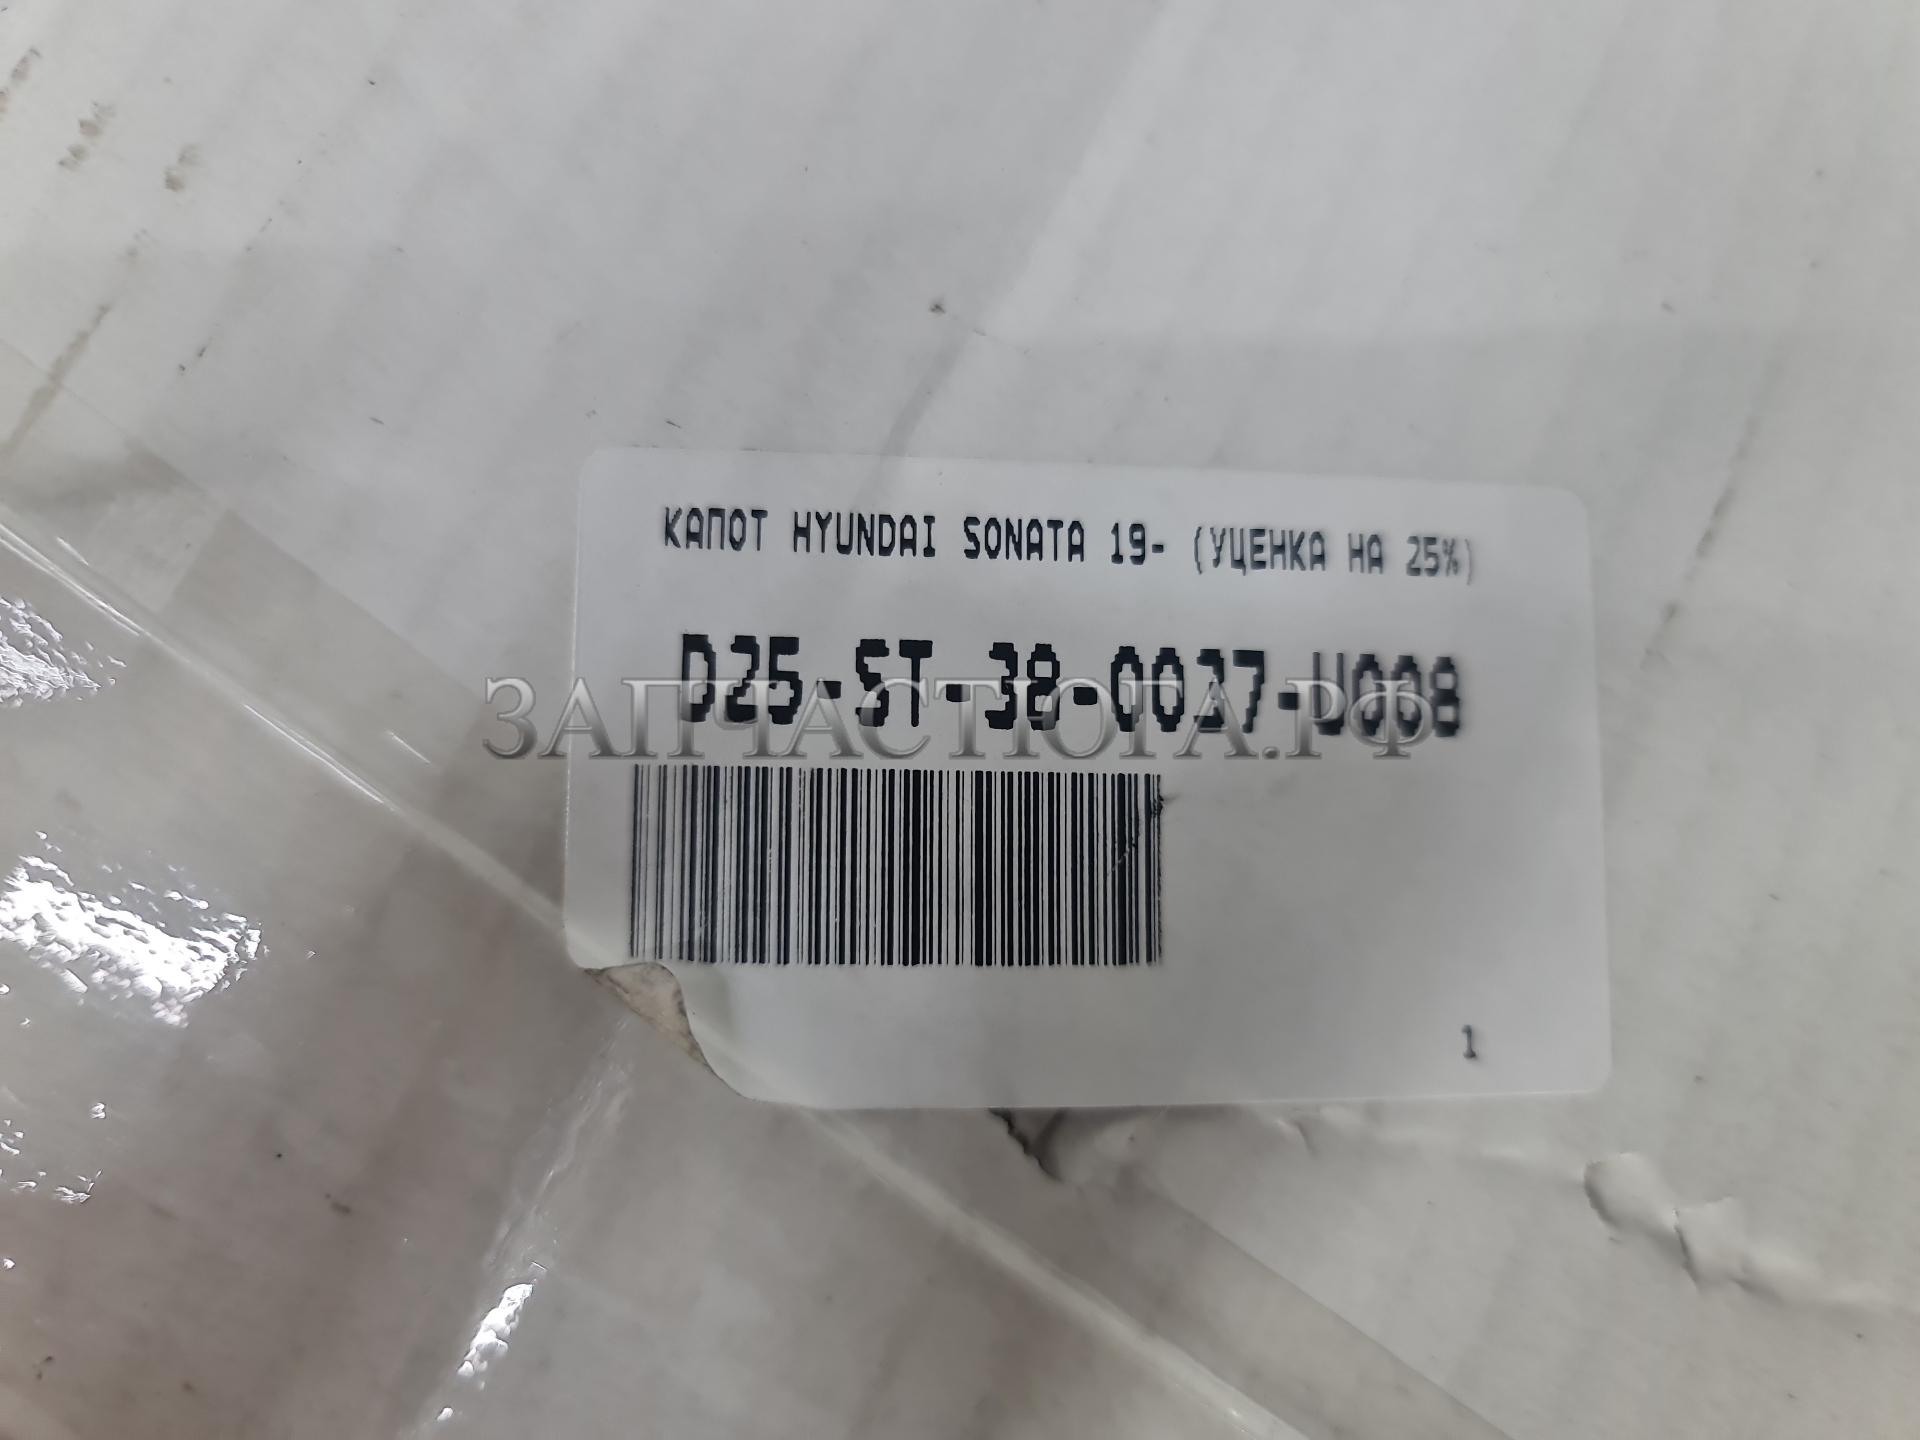 КАПОТ HYUNDAI SONATA 19- (УЦЕНКА НА 25%)
D25-ST-38-0037-U008
ЗАПЧАСТЮГА.РФ
1